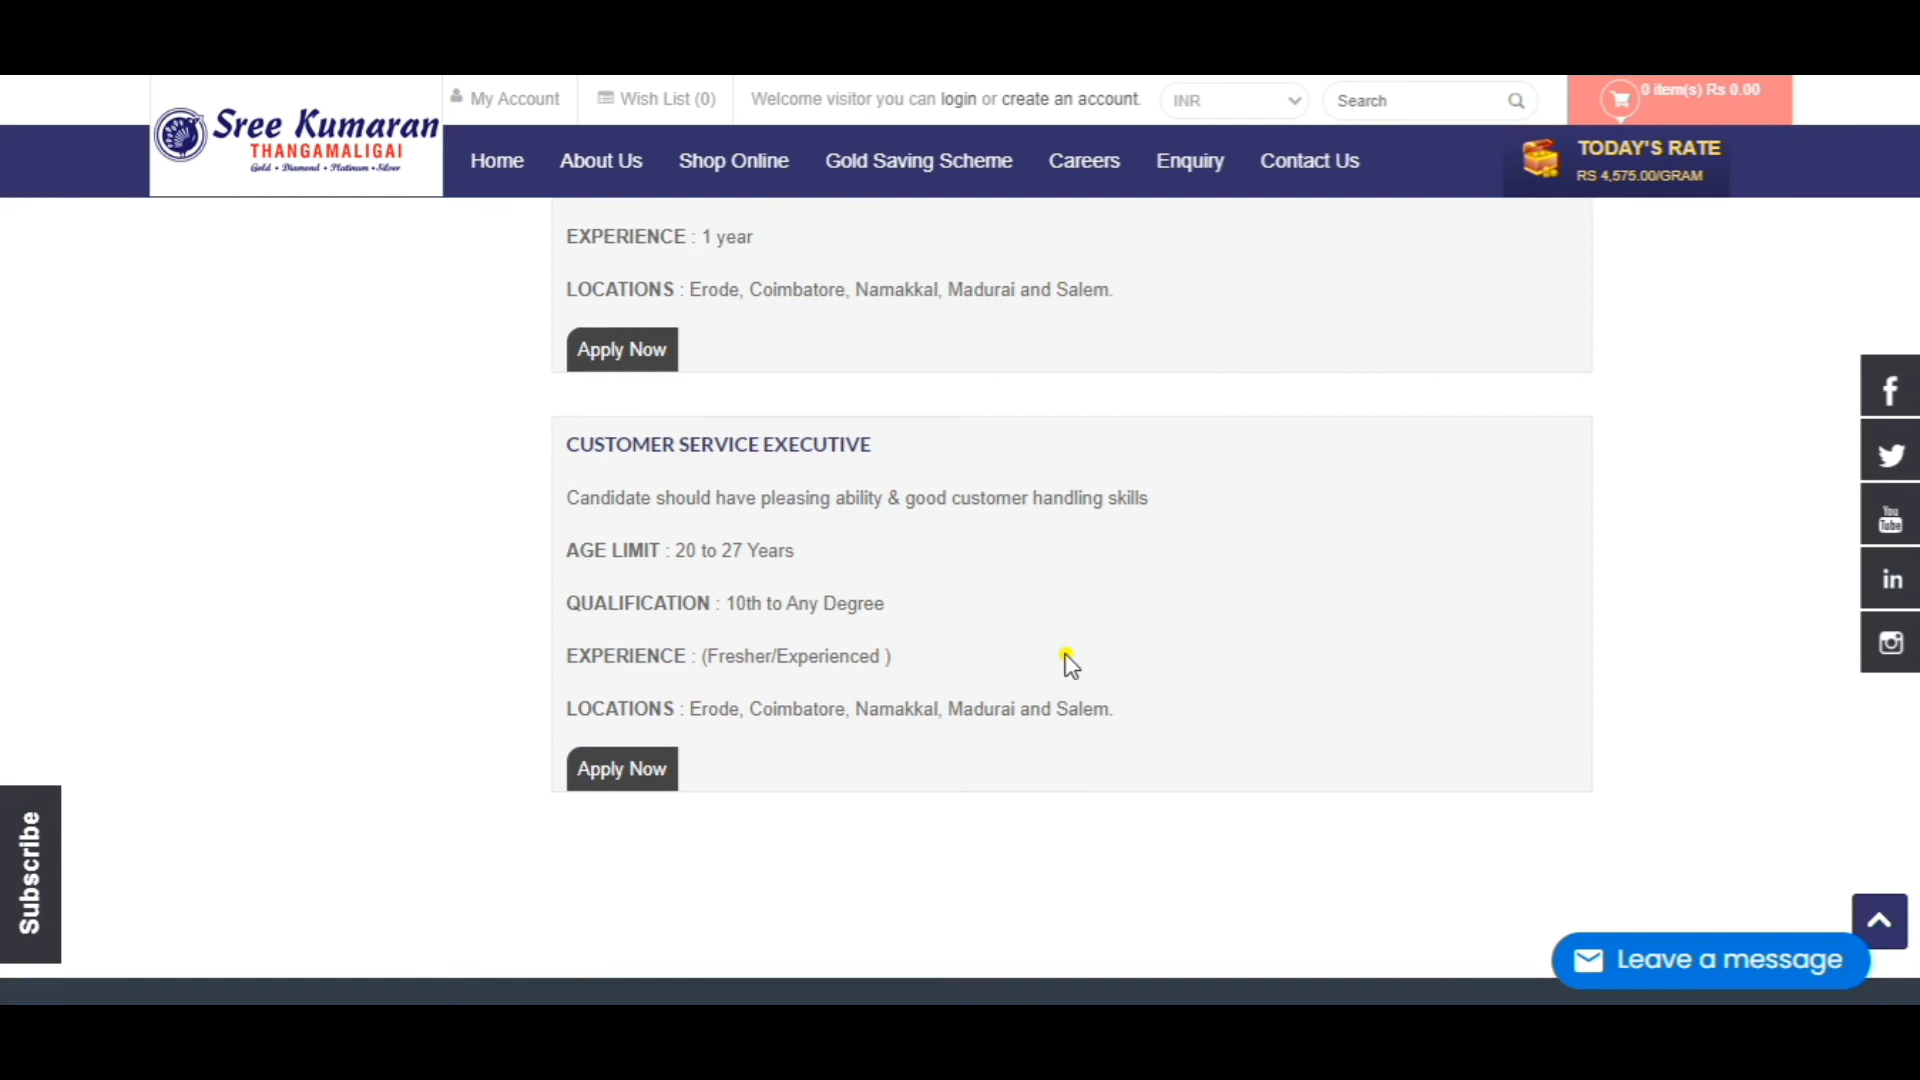 My Account
Wish List (0)
Welcome visitor you can login or create an account.
INR
Search
0 item(s) Rs 0.00
Sree Kumaran
THANGAMALIGAI
Gold • Diamond • Platinum • Silver
Home
About Us
Shop Online
Gold Saving Scheme
Careers
Enquiry
Contact Us
TODAY'S RATE
RS 4,575.00/GRAM
EXPERIENCE : 1 year
LOCATIONS : Erode, Coimbatore, Namakkal, Madurai and Salem.
Apply Now
CUSTOMER SERVICE EXECUTIVE
Candidate should have pleasing ability & good customer handling skills
AGE LIMIT : 20 to 27 Years
QUALIFICATION : 10th to Any Degree
EXPERIENCE : (Fresher/Experienced )
LOCATIONS : Erode, Coimbatore, Namakkal, Madurai and Salem.
Apply Now
You
Tube
in
Subscribe
Leave a message